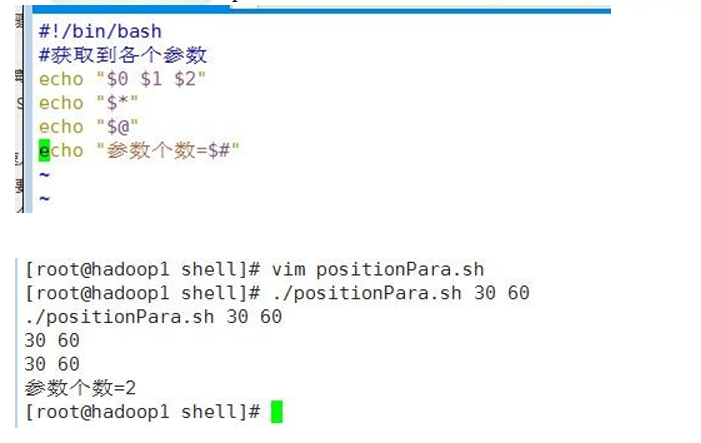 #!/bin/bash
#获取到各个参数
echo "$0 $1 $2"
echo "$*"
echo "$@"
echo "参数个数=$#"
~
~
[root@hadoop1 shell]# vim positionPara.sh
[root@hadoop1 shell]# ./positionPara.sh 30 60
./positionPara.sh 30 60
30 60
30 60
参数个数=2
[root@hadoop1 shell]#